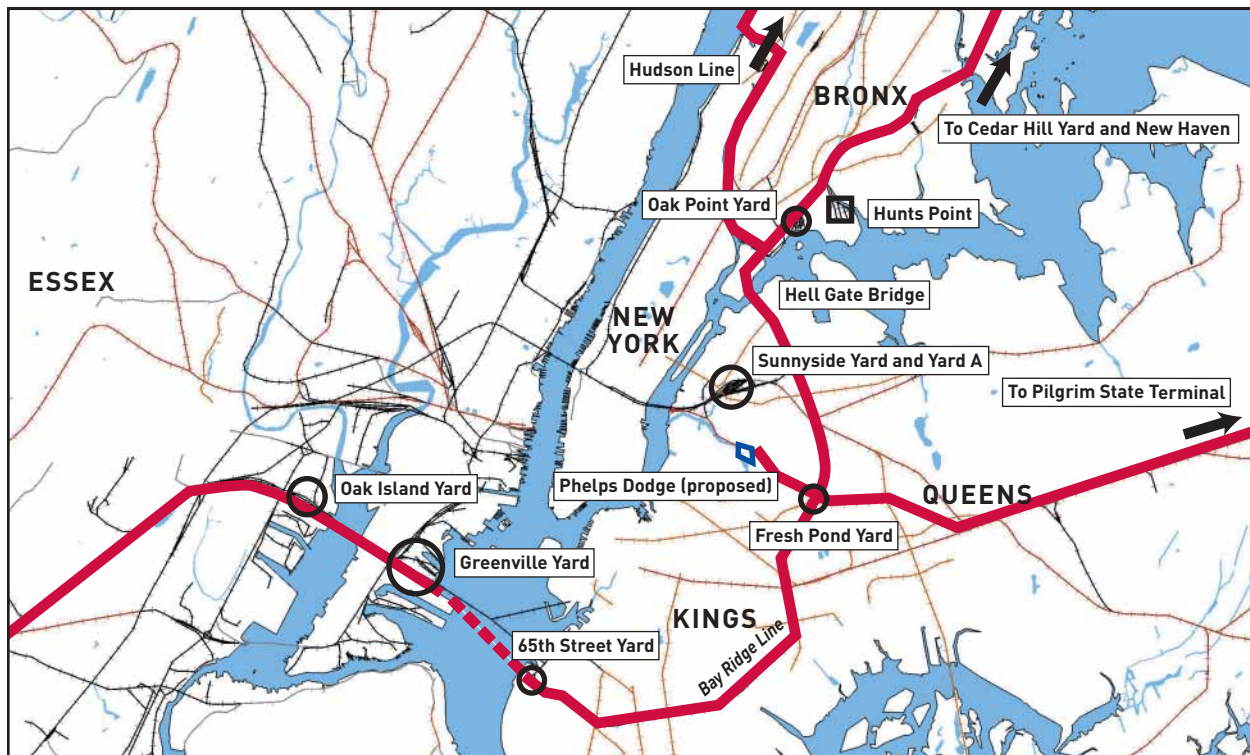 Hudson Line
BRONX
To Cedar Hill Yard and New Haven
Oak Point Yard
Hunts Point
ESSEX
Hell Gate Bridge
NEW
YORK
Sunnyside Yard and Yard A
To Pilgrim State Terminal
Oak Island Yard
Phelps Dodge (proposed)
QUEENS
Fresh Pond Yard
Greenville Yard
KINGS
65th Street Yard
Bay Ridge Line